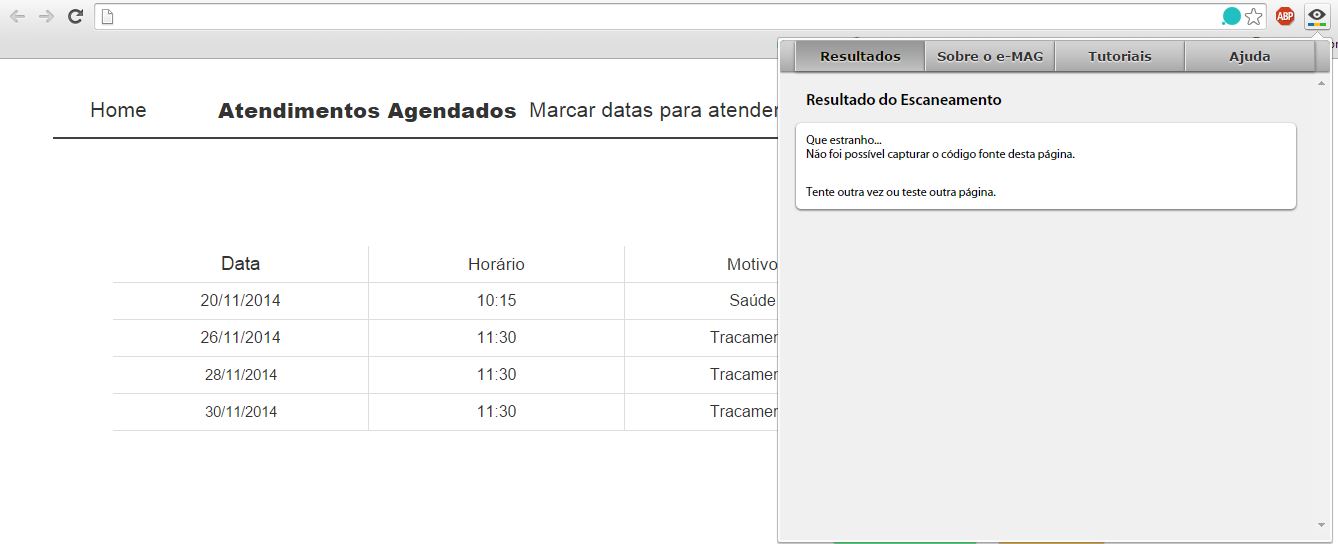 ABP
Resultados Sobre o e-MAG Tutoriais Ajuda
Home Atendimentos Agendados Marcar datas para atender
Resultado do Escaneamento
Que estranho...
Não foi possível capturar o código fonte desta página.
Tente outra vez ou teste outra página.
Data Horário Motivo
20/11/2014 10:15 Saúde
26/11/2014 11:30
28/11/2014 11:30
30/11/2014 11:30